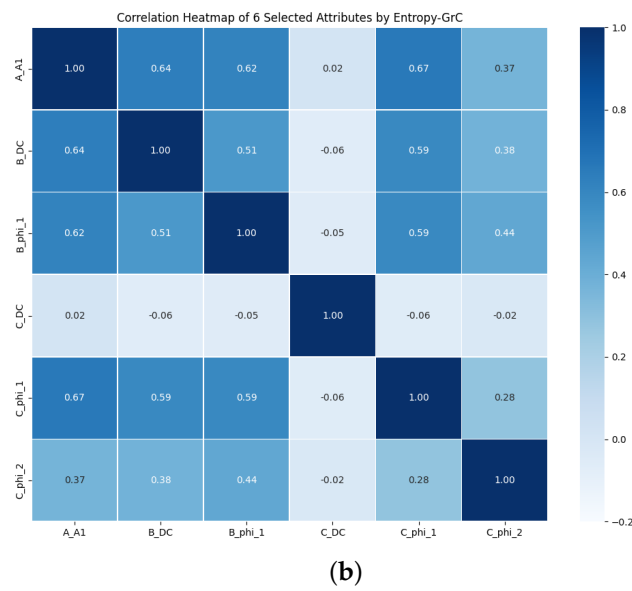 Correlation Heatmap of 6 Selected Attributes by Entropy-GrC
A_A1 1.00 0.64 0.62 0.02 0.67 0.37
B_DC 0.64 1.00 0.51 -0.06 0.59 0.38
B_phi_1 0.62 0.51 1.00 -0.05 0.59 0.44
C_DC 0.02 -0.06 -0.05 1.00 -0.06 -0.02
C_phi_1 0.67 0.59 0.59 -0.06 1.00 0.28
C_phi_2 0.37 0.38 0.44 -0.02 0.28 1.00
A_A1 B_DC B_phi_1 C_DC C_phi_1 C_phi_2
1.0
0.8
0.6
0.4
0.2
0.0
-0.2
(b)